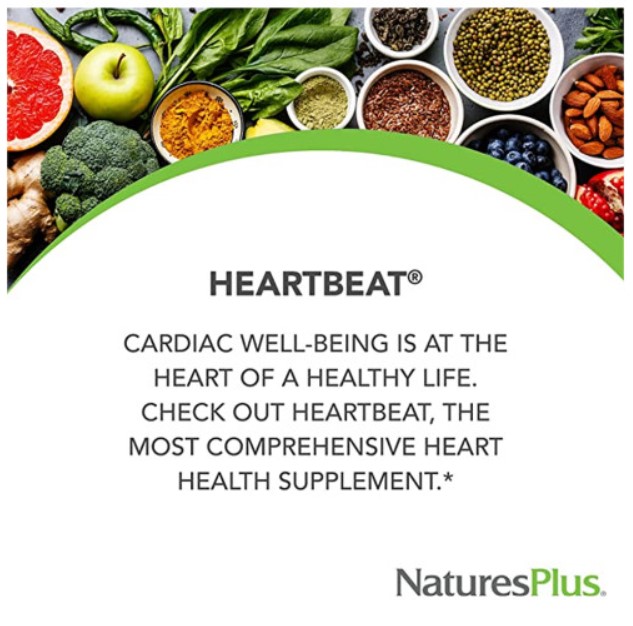 HEARTBEAT®
CARDIAC WELL-BEING IS AT THE
HEART OF A HEALTHY LIFE.
CHECK OUT HEARTBEAT, THE
MOST COMPREHENSIVE HEART
HEALTH SUPPLEMENT.*
NaturesPlus®